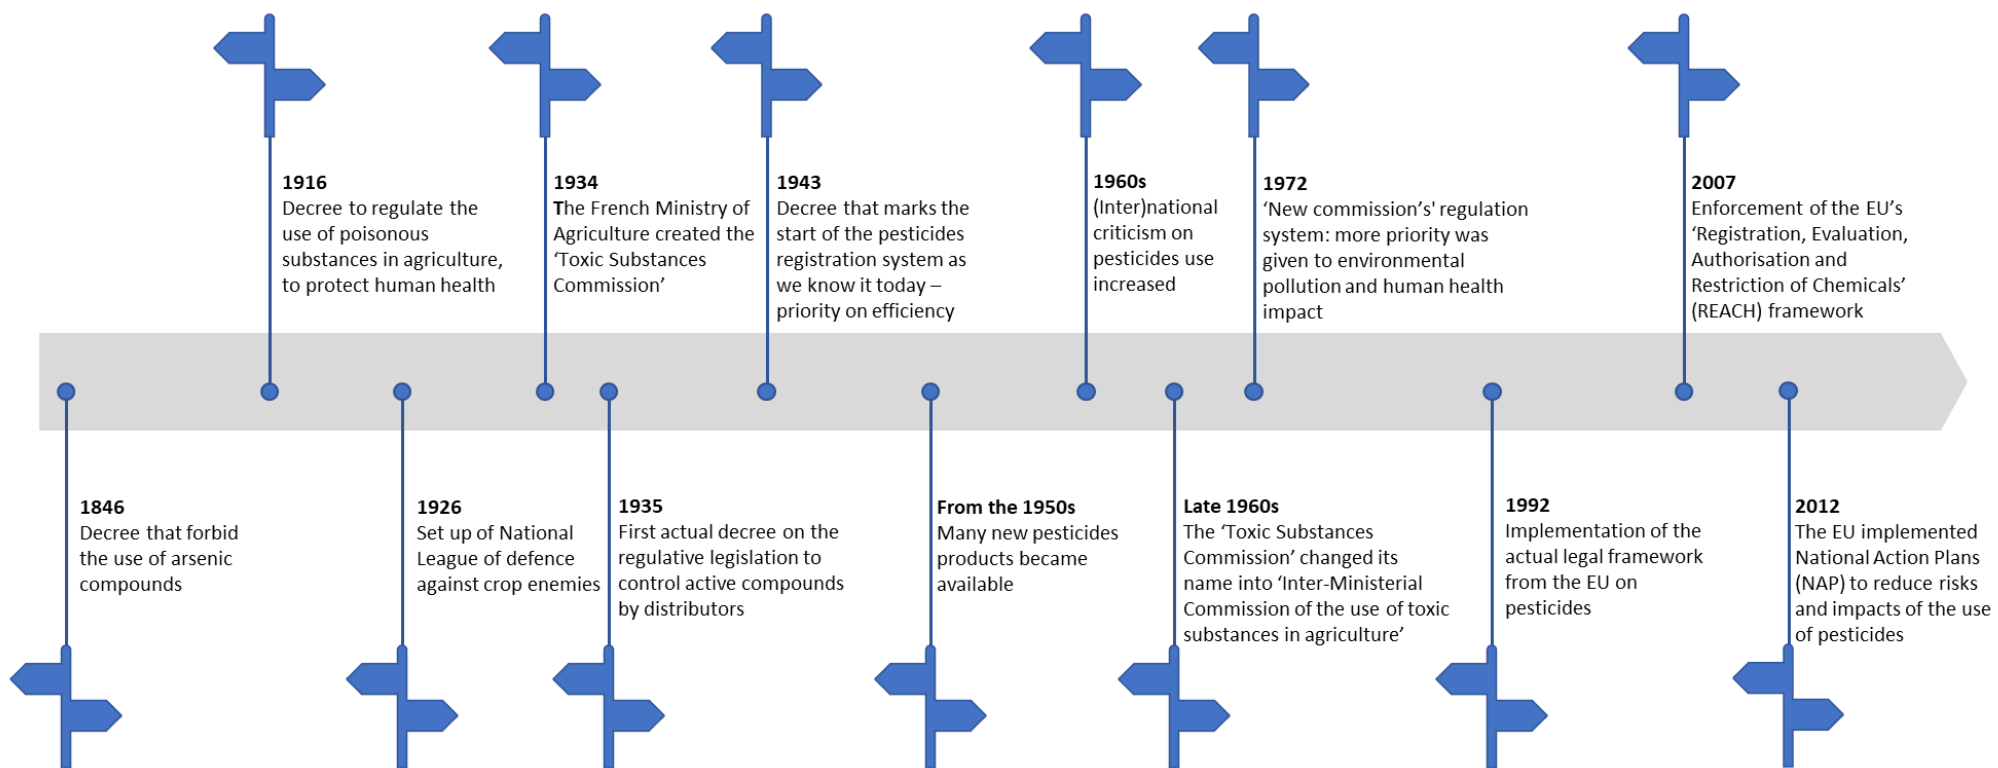 1916
Decree to regulate the
use of poisonous
substances in agriculture,
to protect human health
1934
The French Ministry of
Agriculture created the
‘Toxic Substances
Commission’
1943
Decree that marks the
start of the pesticides
registration system as
we know it today –
priority on efficiency
1960s
(Inter)national
criticism on
pesticides use
increased
1972
‘New commission’s' regulation
system: more priority was
given to environmental
pollution and human health
impact
2007
Enforcement of the EU’s
‘Registration, Evaluation,
Authorisation and
Restriction of Chemicals’
(REACH) framework
1846
Decree that forbid
the use of arsenic
compounds
1926
Set up of National
League of defence
against crop enemies
1935
First actual decree on the
regulative legislation to
control active compounds
by distributors
From the 1950s
Many new pesticides
products became
available
Late 1960s
The ‘Toxic Substances
Commission’ changed its
name into ‘Inter-Ministerial
Commission of the use of toxic
substances in agriculture’
1992
Implementation of the
actual legal framework
from the EU on
pesticides
2012
The EU implemented
National Action Plans
(NAP) to reduce risks
and impacts of the use
of pesticides